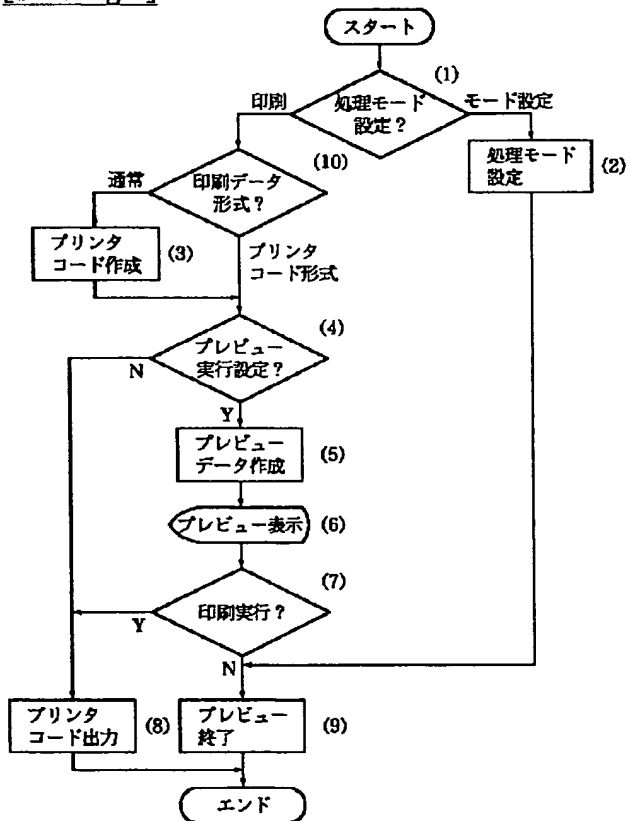 スタート
(1)
印刷
処理モード
設定?
モード設定
処理モード
設定
(2)
(10)
通常
印刷データ
形式?
プリンタ
コード作成
(3)
プリンタ
コード形式
(4)
プレビュー
実行設定?
N
Y
プレビュー
データ作成
(5)
プレビュー表示
(6)
(7)
印刷実行?
Y
N
プリンタ
コード出力
(8)
プレビュー
終了
(9)
エンド